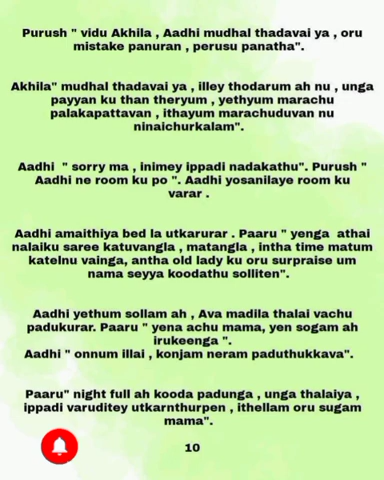 Purush " vidu Akhila , Aadhi mudhal thadavai ya , oru
mistake panuran , perusu panatha".
Akhila" mudhal thadavai ya , illey thodarum ah nu , unga
payyan ku than theryum , yethyum marachu
palakapattavan , ithayum marachuduvan nu
ninaichurkalam".
Aadhi  " sorry ma , inimey ippadi nadakathu". Purush "
Aadhi ne room ku po ". Aadhi yosanilaye room ku
varar .
Aadhi amaithiya bed la utkarurar . Paaru " yenga  athai
nalaiku saree katuvangla , matangla , intha time matum
katelnu vainga, antha old lady ku oru surpraise um
nama seyya koodathu solliten".
Aadhi yethum sollam ah , Ava madila thalai vachu
padukurar. Paaru " yena achu mama, yen sogam ah
irukeenga ".
Aadhi " onnum illai , konjam neram paduthukkava".
Paaru" night full ah kooda padunga , unga thalaiya ,
ippadi varuditey utkarnthurpen , ithellam oru sugam
mama".
10